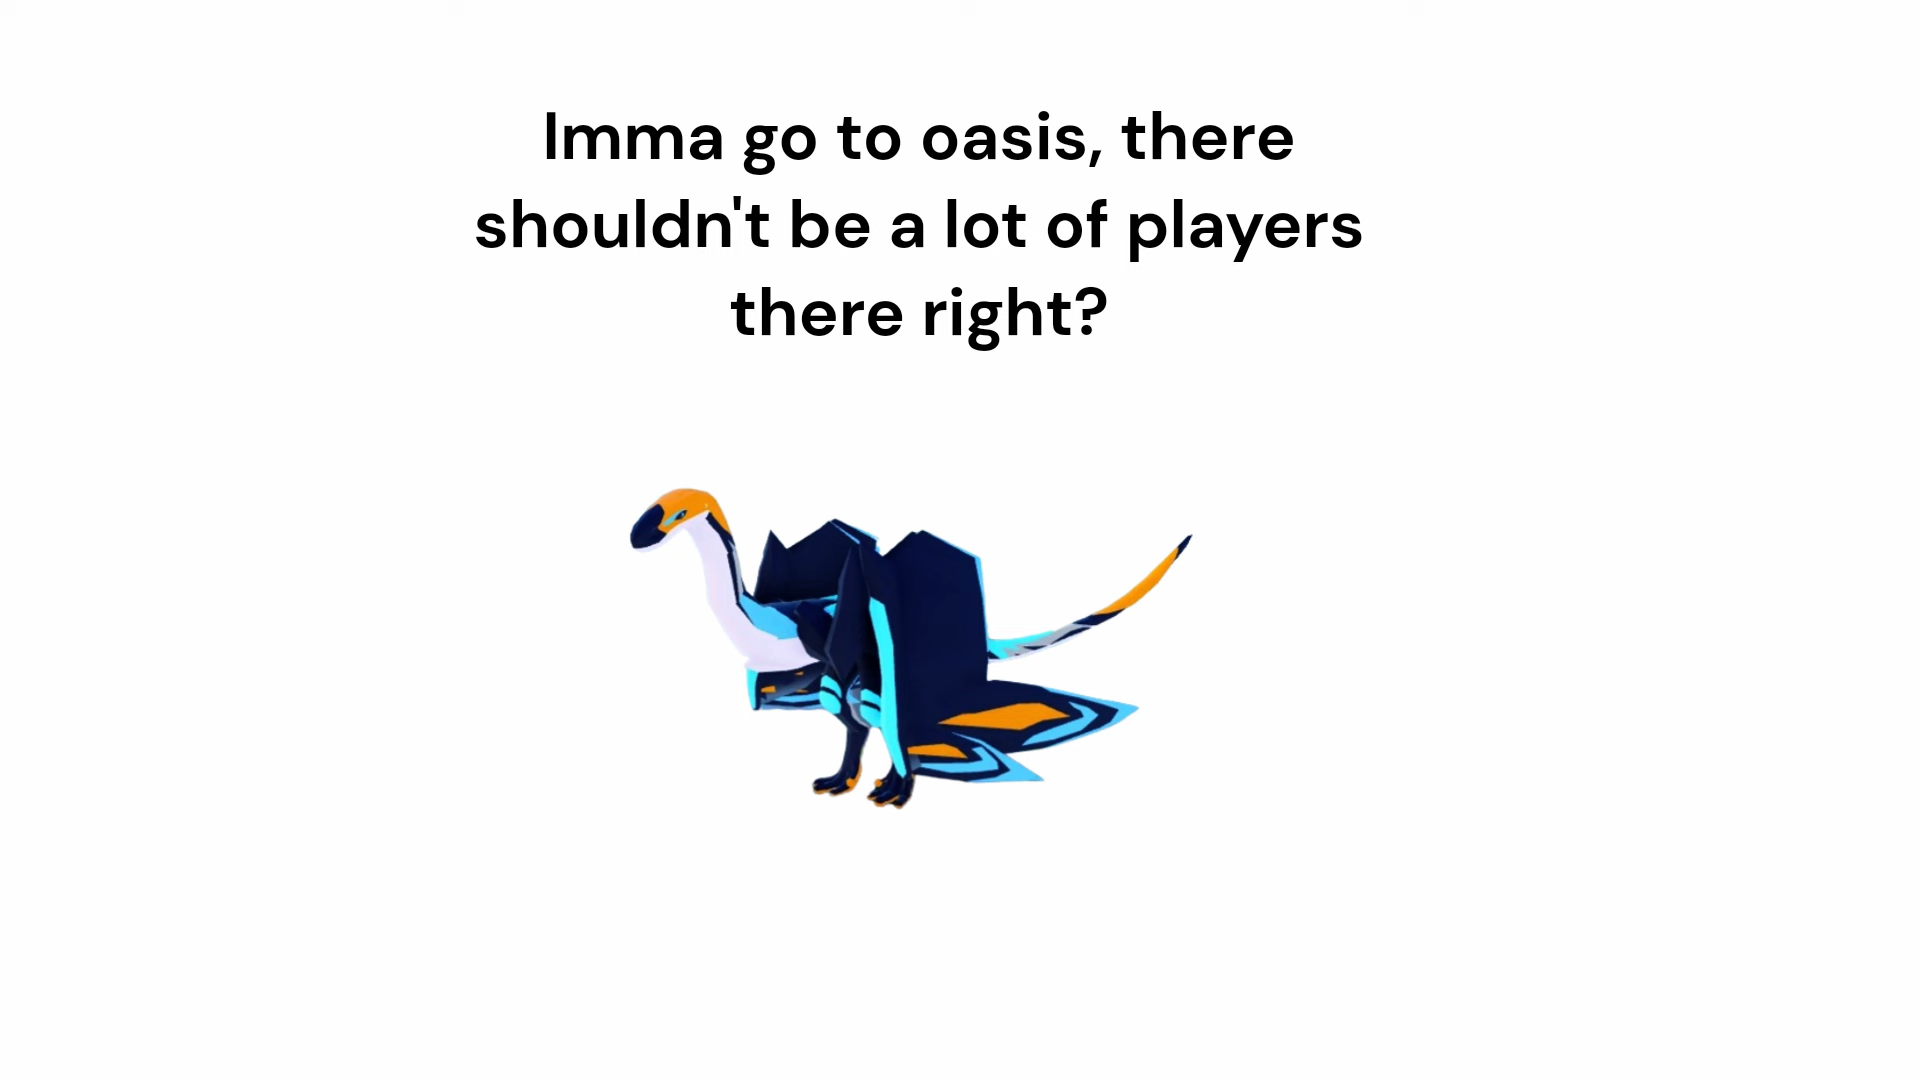 Imma go to oasis, there
shouldn't be a lot of players
there right?